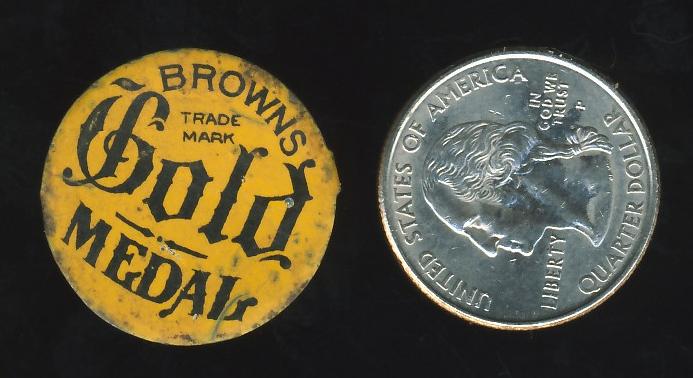 BROWNS
TRADE
MARK
Gold
MEDAL
UNITED STATES OF AMERICA
IN
GOD WE
TRUST
P
LIBERTY
QUARTER DOLLAR